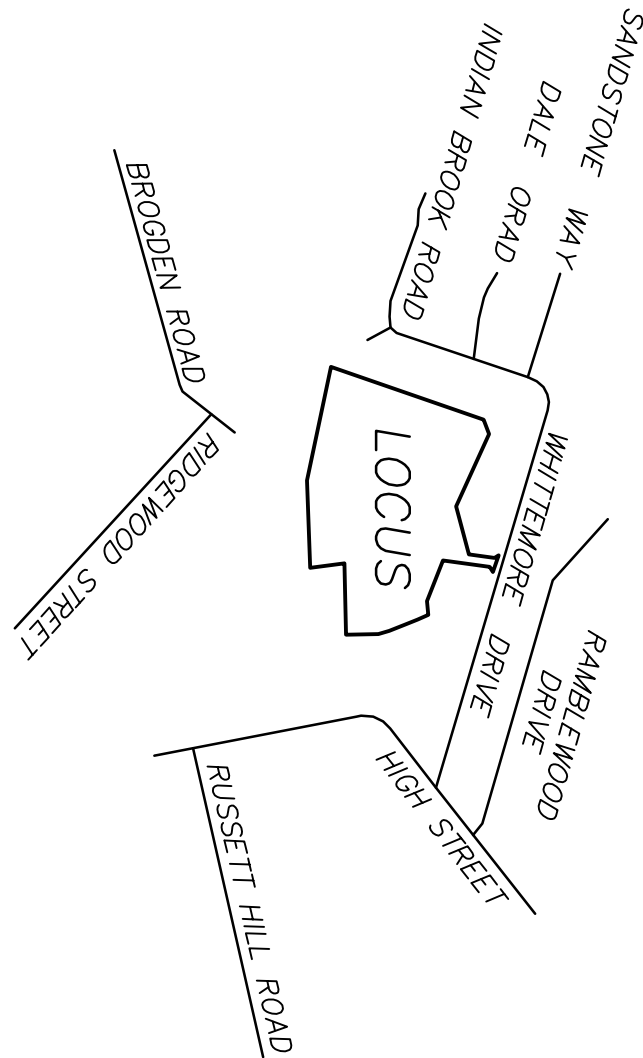 SANDSTONE WAY
DALE ORAD
INDIAN BROOK ROAD
BROGDEN ROAD
RIDGEWOOD STREET
LOCUS
WHITTEMORE DRIVE
RAMBLEWOOD
DRIVE
HIGH STREET
RUSSETT HILL ROAD